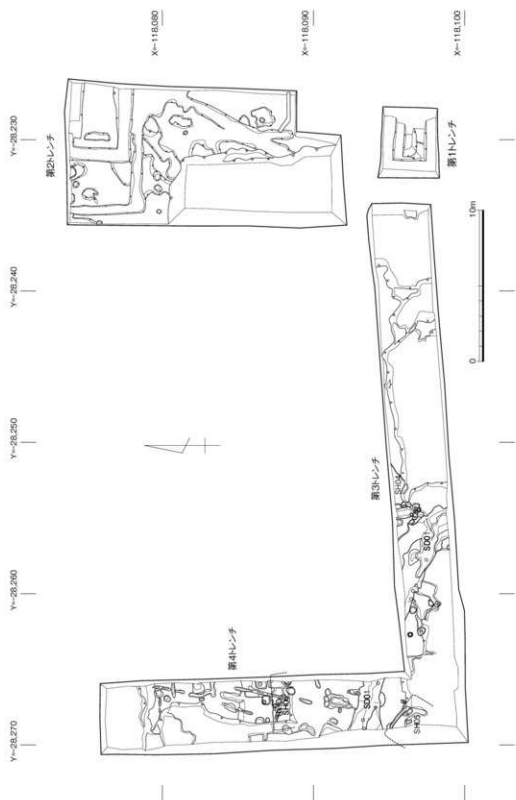 X=-118,080
X=-118,090
X=-118,100
Y=-28,230
Y=-28,240
Y=-28,250
Y=-28,260
Y=-28,270
第2トレンチ
第1トレンチ
10m
0
第3トレンチ
SH04
SD01
第4トレンチ
SD01
SH05